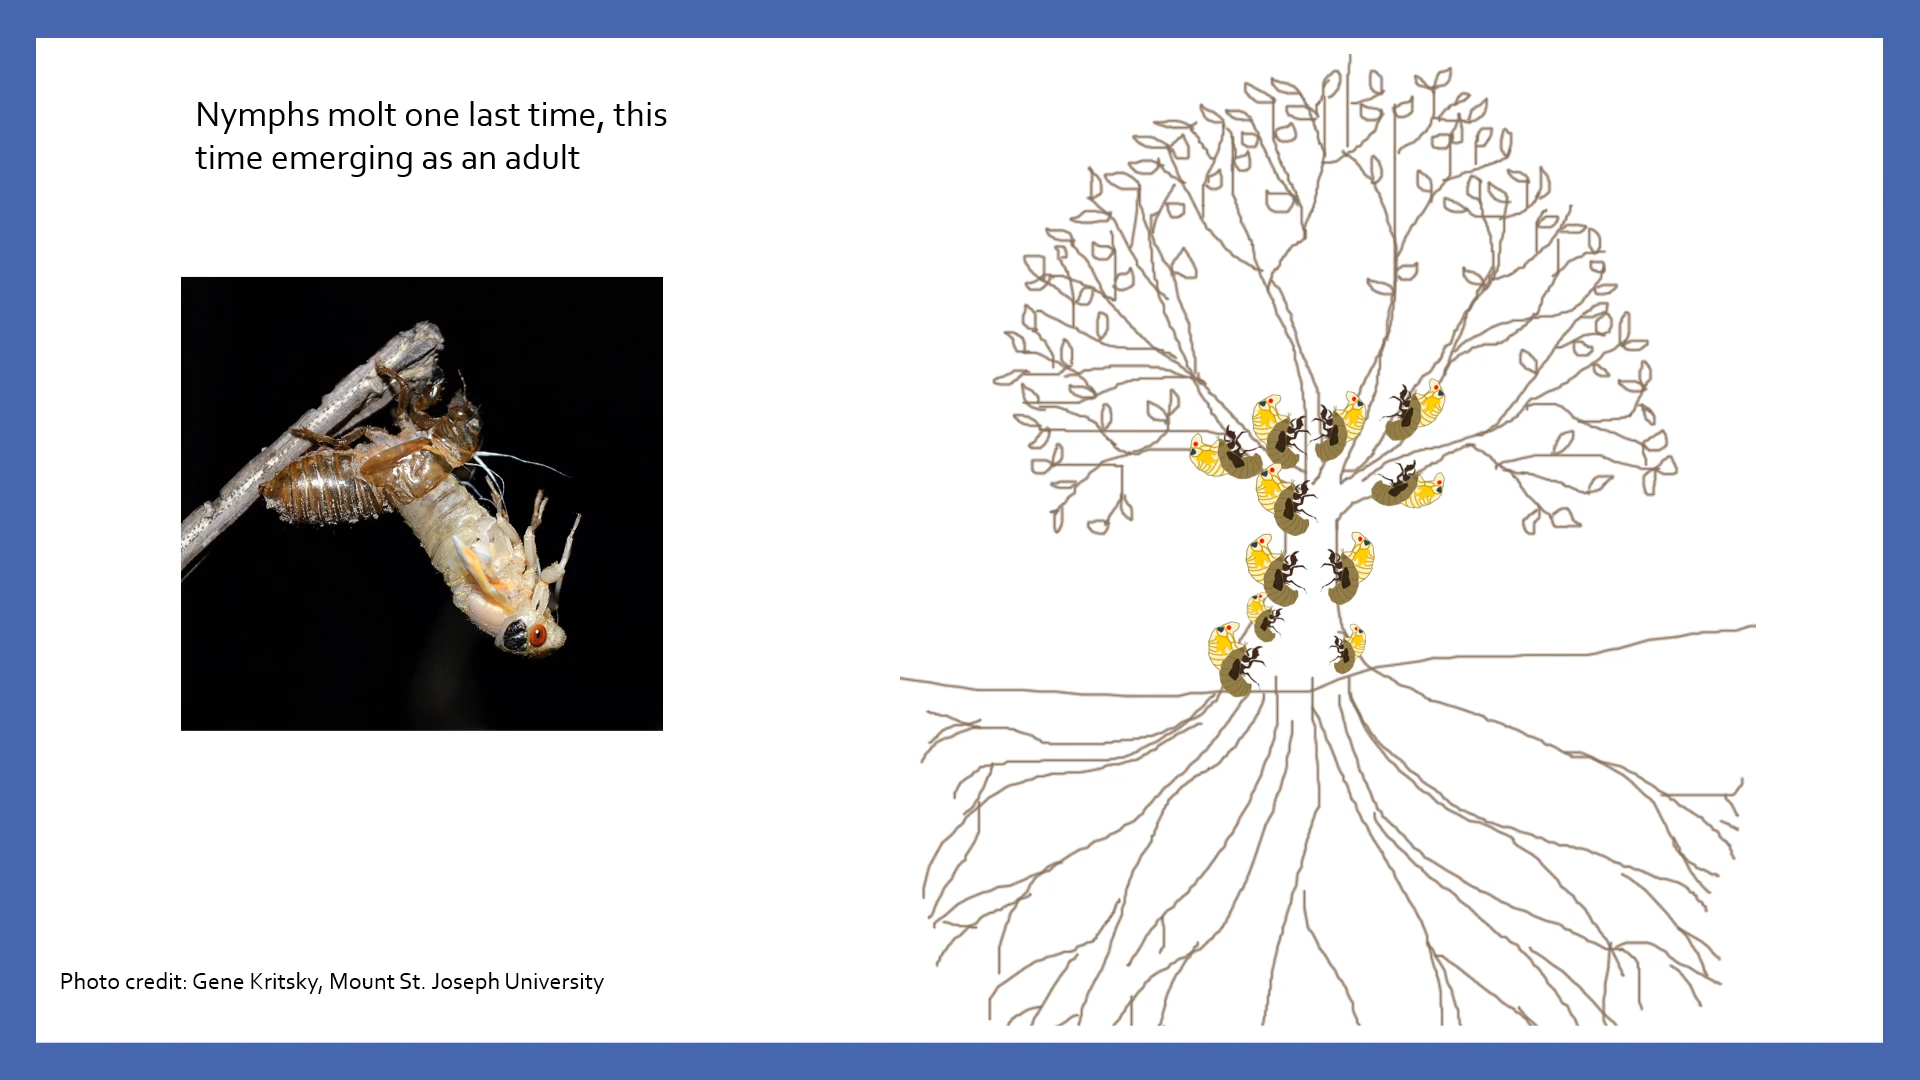 Nymphs molt one last time, this
time emerging as an adult
Photo credit: Gene Kritsky, Mount St. Joseph University